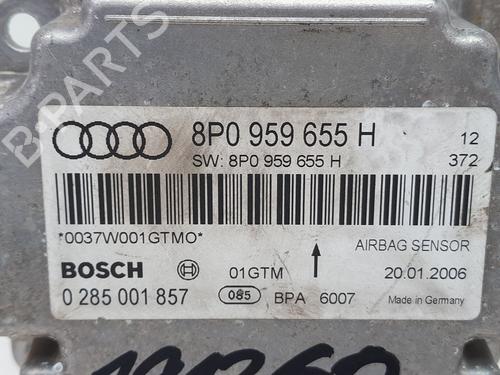 8P0 959 655 H 12
SW: 8P0 959 655 H 372
*0037W001GTMO*
AIRBAG SENSOR
BOSCH 01GTM 20.01.2006
0 285 001 857 085 BPA 6007 Made in Germany
B-PARTS